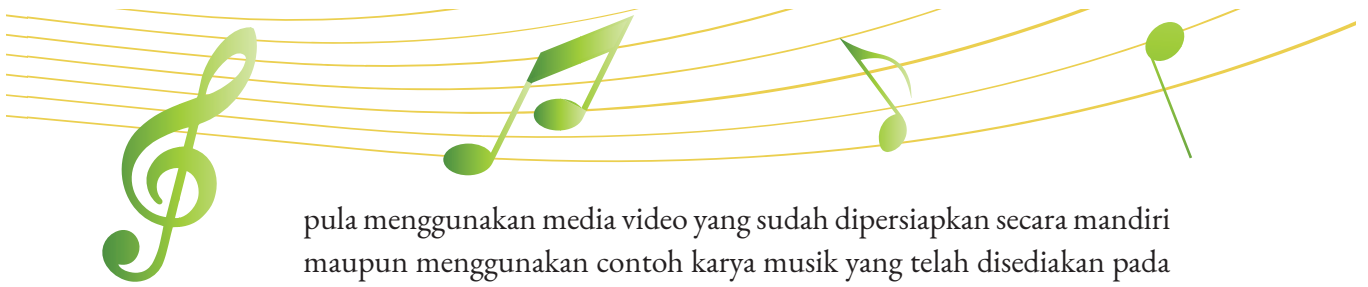 pula menggunakan media video yang sudah dipersiapkan secara mandiri
maupun menggunakan contoh karya musik yang telah disediakan pada